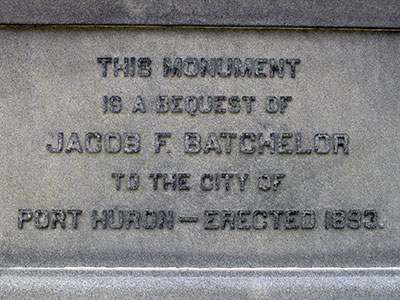 THIS MONUMENT
IS A BEQUEST OF
JACOB F. BATCHELOR
TO THE CITY OF
PORT HURON — ERECTED 1893.